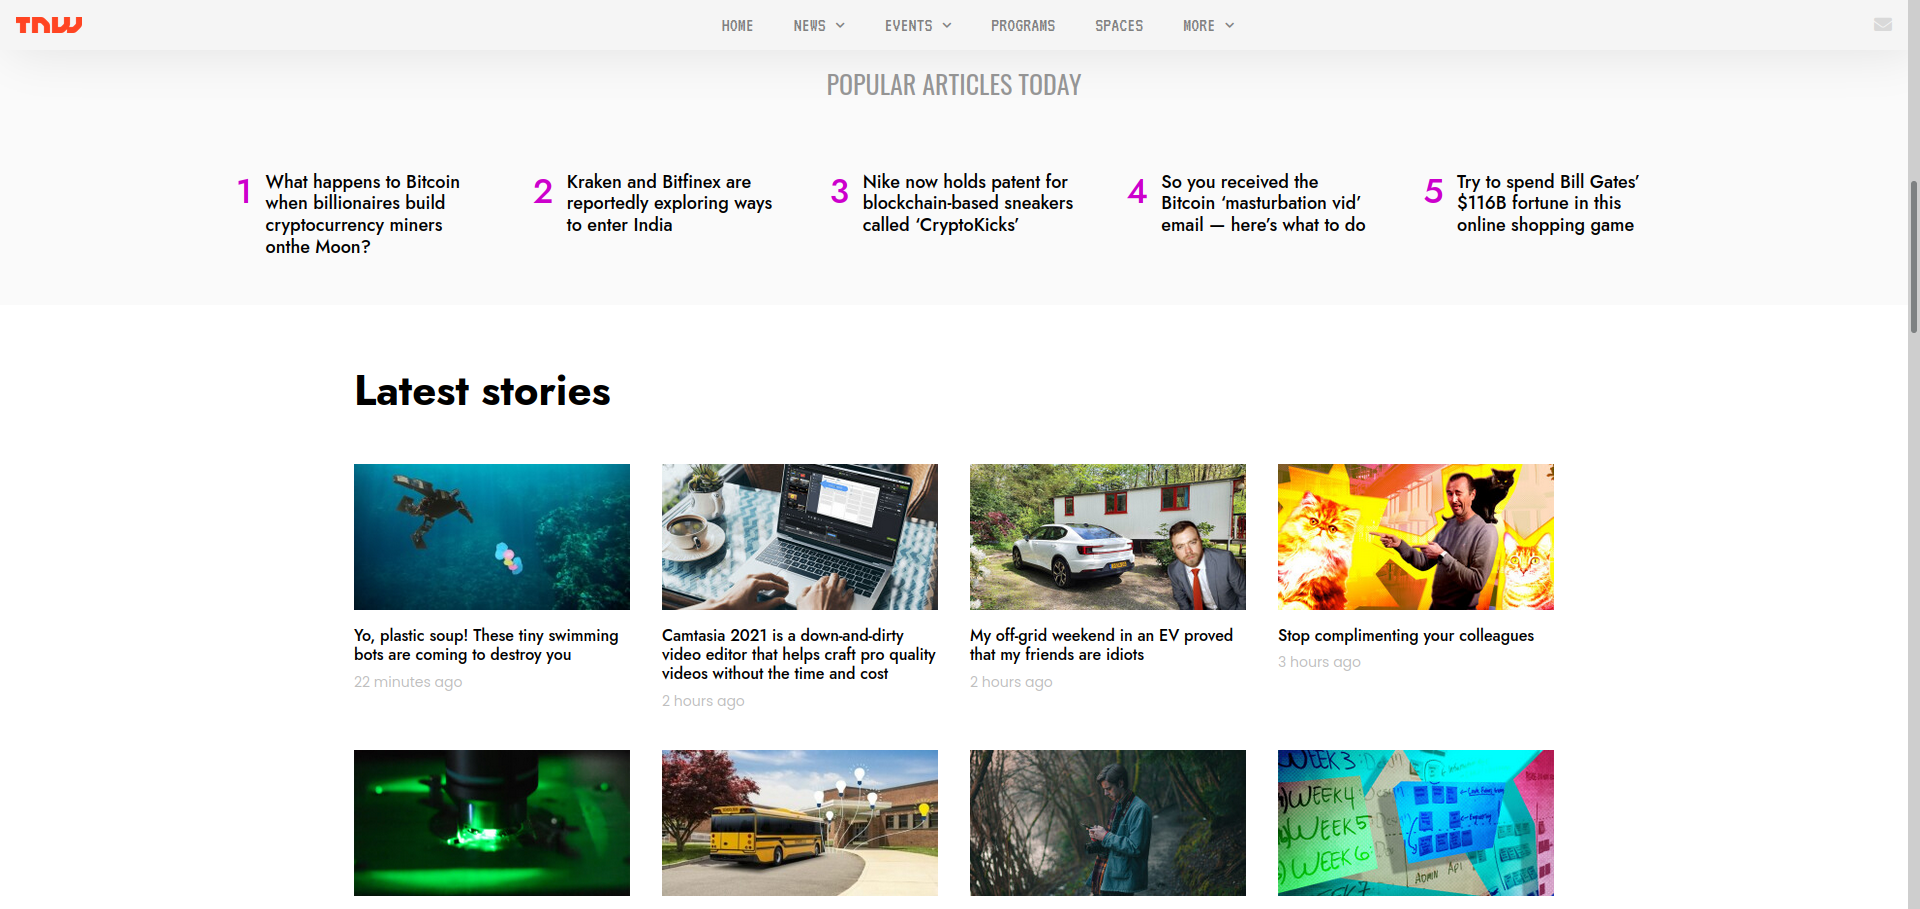 TNW
HOME
NEWS
EVENTS
PROGRAMS
SPACES
MORE
POPULAR ARTICLES TODAY
1
What happens to Bitcoin
when billionaires build
cryptocurrency miners
onthe Moon?
2
Kraken and Bitfinex are
reportedly exploring ways
to enter India
3
Nike now holds patent for
blockchain-based sneakers
called ‘CryptoKicks’
4
So you received the
Bitcoin ‘masturbation vid’
email — here’s what to do
5
Try to spend Bill Gates’
$116B fortune in this
online shopping game
Latest stories
Yo, plastic soup! These tiny swimming
bots are coming to destroy you
22 minutes ago
Camtasia 2021 is a down-and-dirty
video editor that helps craft pro quality
videos without the time and cost
2 hours ago
My off-grid weekend in an EV proved
that my friends are idiots
2 hours ago
Stop complimenting your colleagues
3 hours ago
WEEK 3:
WEEK 4
WEEK 5
WEEK 6:
ADMIN Api